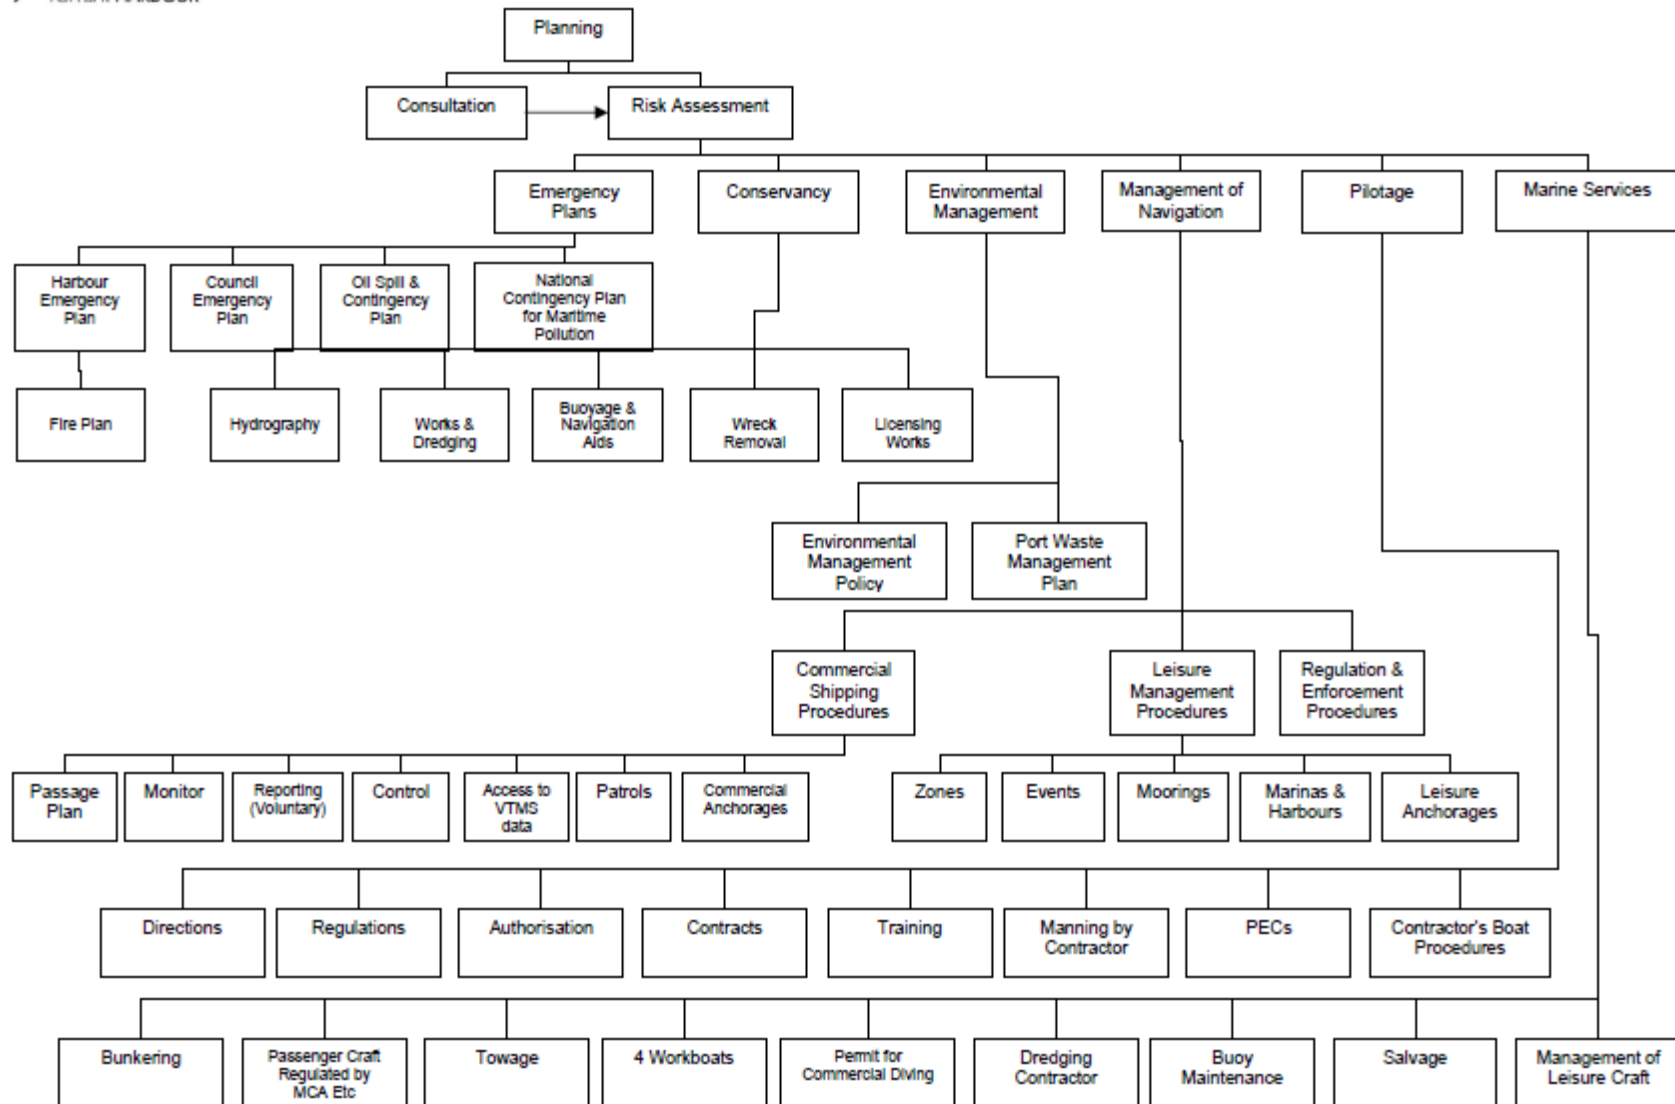 Planning
Consultation
Risk Assessment
Emergency
Plans
Conservancy
Environmental
Management
Management of
Navigation
Pilotage
Marine Services
Harbour
Emergency
Plan
Council
Emergency
Plan
Oil Spill &
Contingency
Plan
National
Contingency Plan
for Maritime
Pollution
Fire Plan
Hydrography
Works &
Dredging
Buoyage &
Navigation
Aids
Wreck
Removal
Licensing
Works
Environmental
Management
Policy
Port Waste
Management
Plan
Commercial
Shipping
Procedures
Leisure
Management
Procedures
Regulation &
Enforcement
Procedures
Passage
Plan
Monitor
Reporting
(Voluntary)
Control
Access to
VTMS
data
Patrols
Commercial
Anchorages
Zones
Events
Moorings
Marinas &
Harbours
Leisure
Anchorages
Directions
Regulations
Authorisation
Contracts
Training
Manning by
Contractor
PECs
Contractor's Boat
Procedures
Bunkering
Passenger Craft
Regulated by
MCA Etc
Towage
4 Workboats
Permit for
Commercial Diving
Dredging
Contractor
Buoy
Maintenance
Salvage
Management of
Leisure Craft